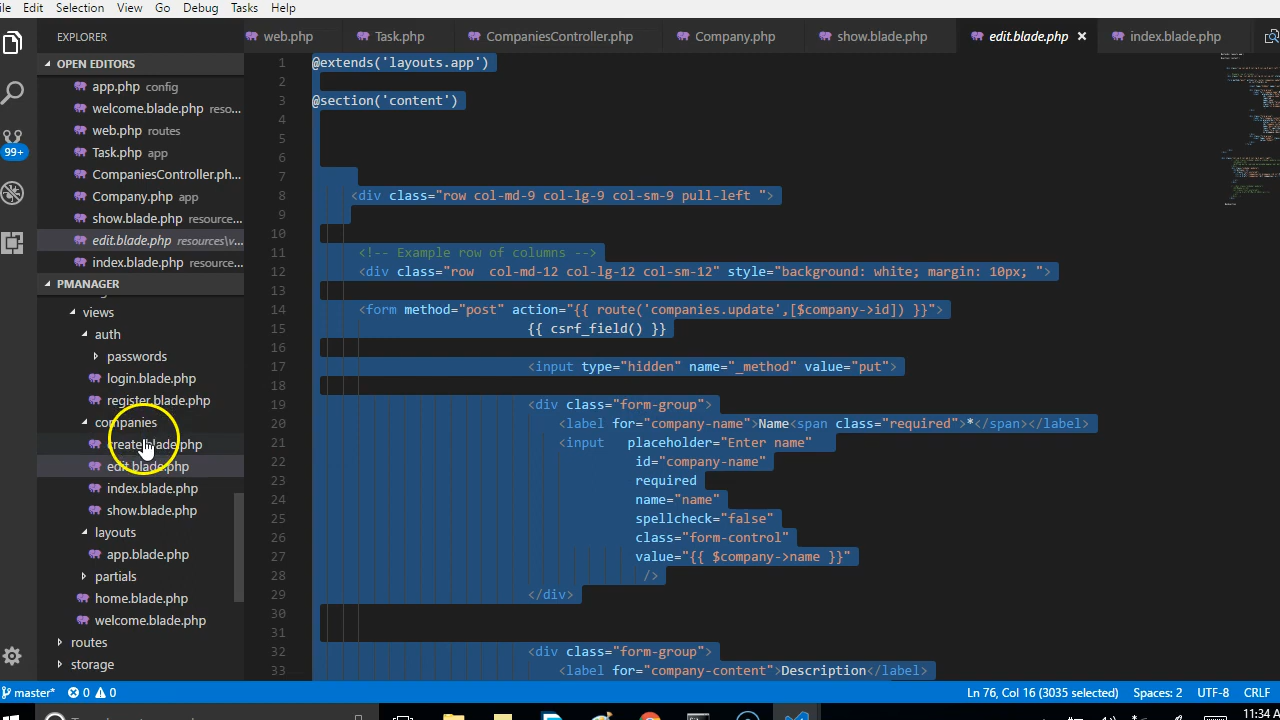 Edit Selection View Go Debug Tasks Help
EXPLORER
web.php Task.php CompaniesController.php Company.php show.blade.php edit.blade.php × index.blade.php
OPEN EDITORS
app.php config
welcome.blade.php reso...
web.php routes
Task.php app
CompaniesController.ph...
Company.php app
show.blade.php resource...
edit.blade.php resources\v...
index.blade.php resource...
99+
PMANAGER
views
auth
passwords
login.blade.php
register.blade.php
companies
create.blade.php
edit.blade.php
index.blade.php
show.blade.php
layouts
app.blade.php
partials
home.blade.php
welcome.blade.php
routes
storage
1 @extends('layouts.app')
2
3 @section('content')
4
5
6
7
8 <div class="row col-md-9 col-lg-9 col-sm-9 pull-left ">
9
10
11 <!-- Example row of columns -->
12 <div class="row  col-md-12 col-lg-12 col-sm-12" style="background: white; margin: 10px; ">
13
14 <form method="post" action="{{ route('companies.update',[$company->id]) }}">
15 {{ csrf_field() }}
16
17 <input type="hidden" name="_method" value="put">
18
19 <div class="form-group">
20 <label for="company-name">Name<span class="required">*</span></label>
21 <input   placeholder="Enter name"
22 id="company-name"
23 required
24 name="name"
25 spellcheck="false"
26 class="form-control"
27 value="{{ $company->name }}"
28 />
29 </div>
30
31
32 <div class="form-group">
33 <label for="company-content">Description</label>
master* 0 0 Ln 76, Col 16 (3035 selected) Spaces: 2 UTF-8 CRLF